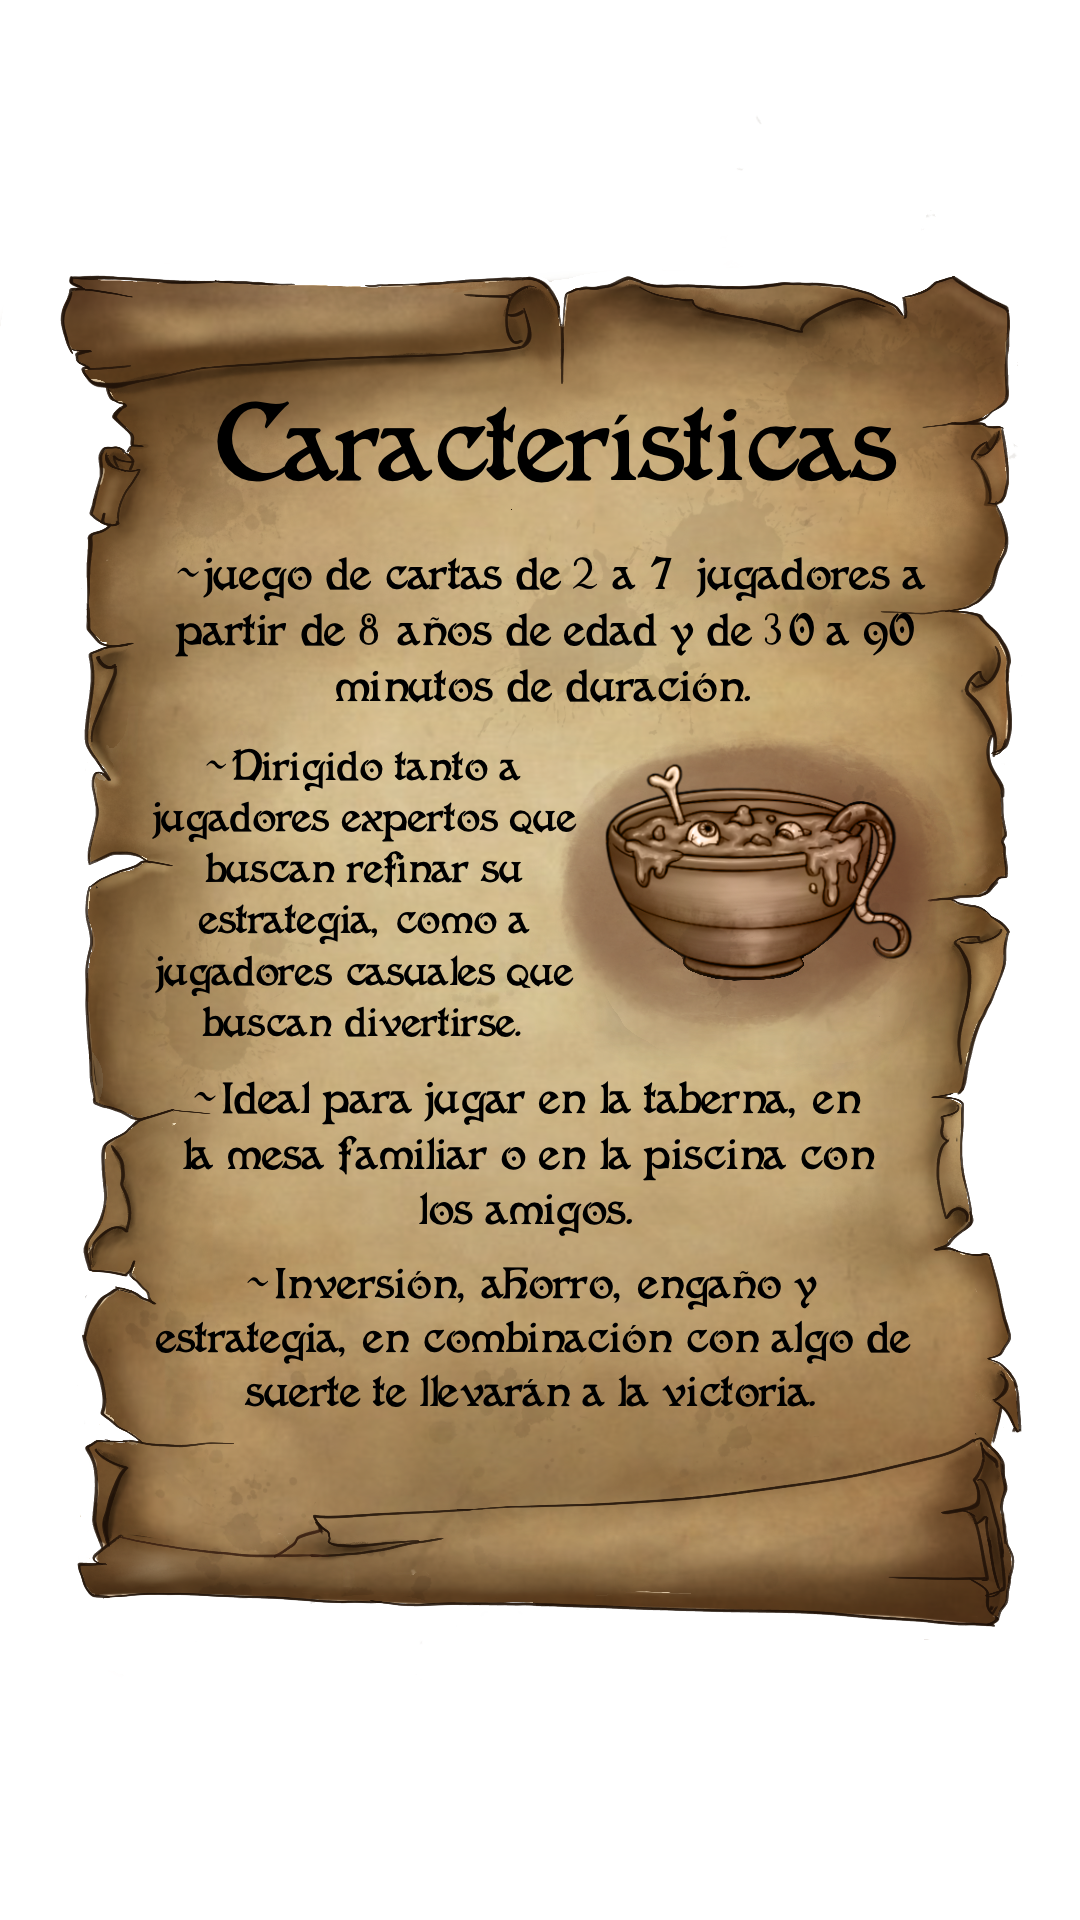 Características
~juego de cartas de 2 a 7 jugadores a
partir de 8 años de edad y de 30 a 90
minutos de duración.
~Dirigido tanto a
jugadores expertos que
buscan refinar su
estrategia, como a
jugadores casuales que
buscan divertirse.
~Ideal para jugar en la taberna, en
la mesa familiar o en la piscina con
los amigos.
~Inversión, ahorro, engaño y
estrategia, en combinación con algo de
suerte te llevarán a la victoria.